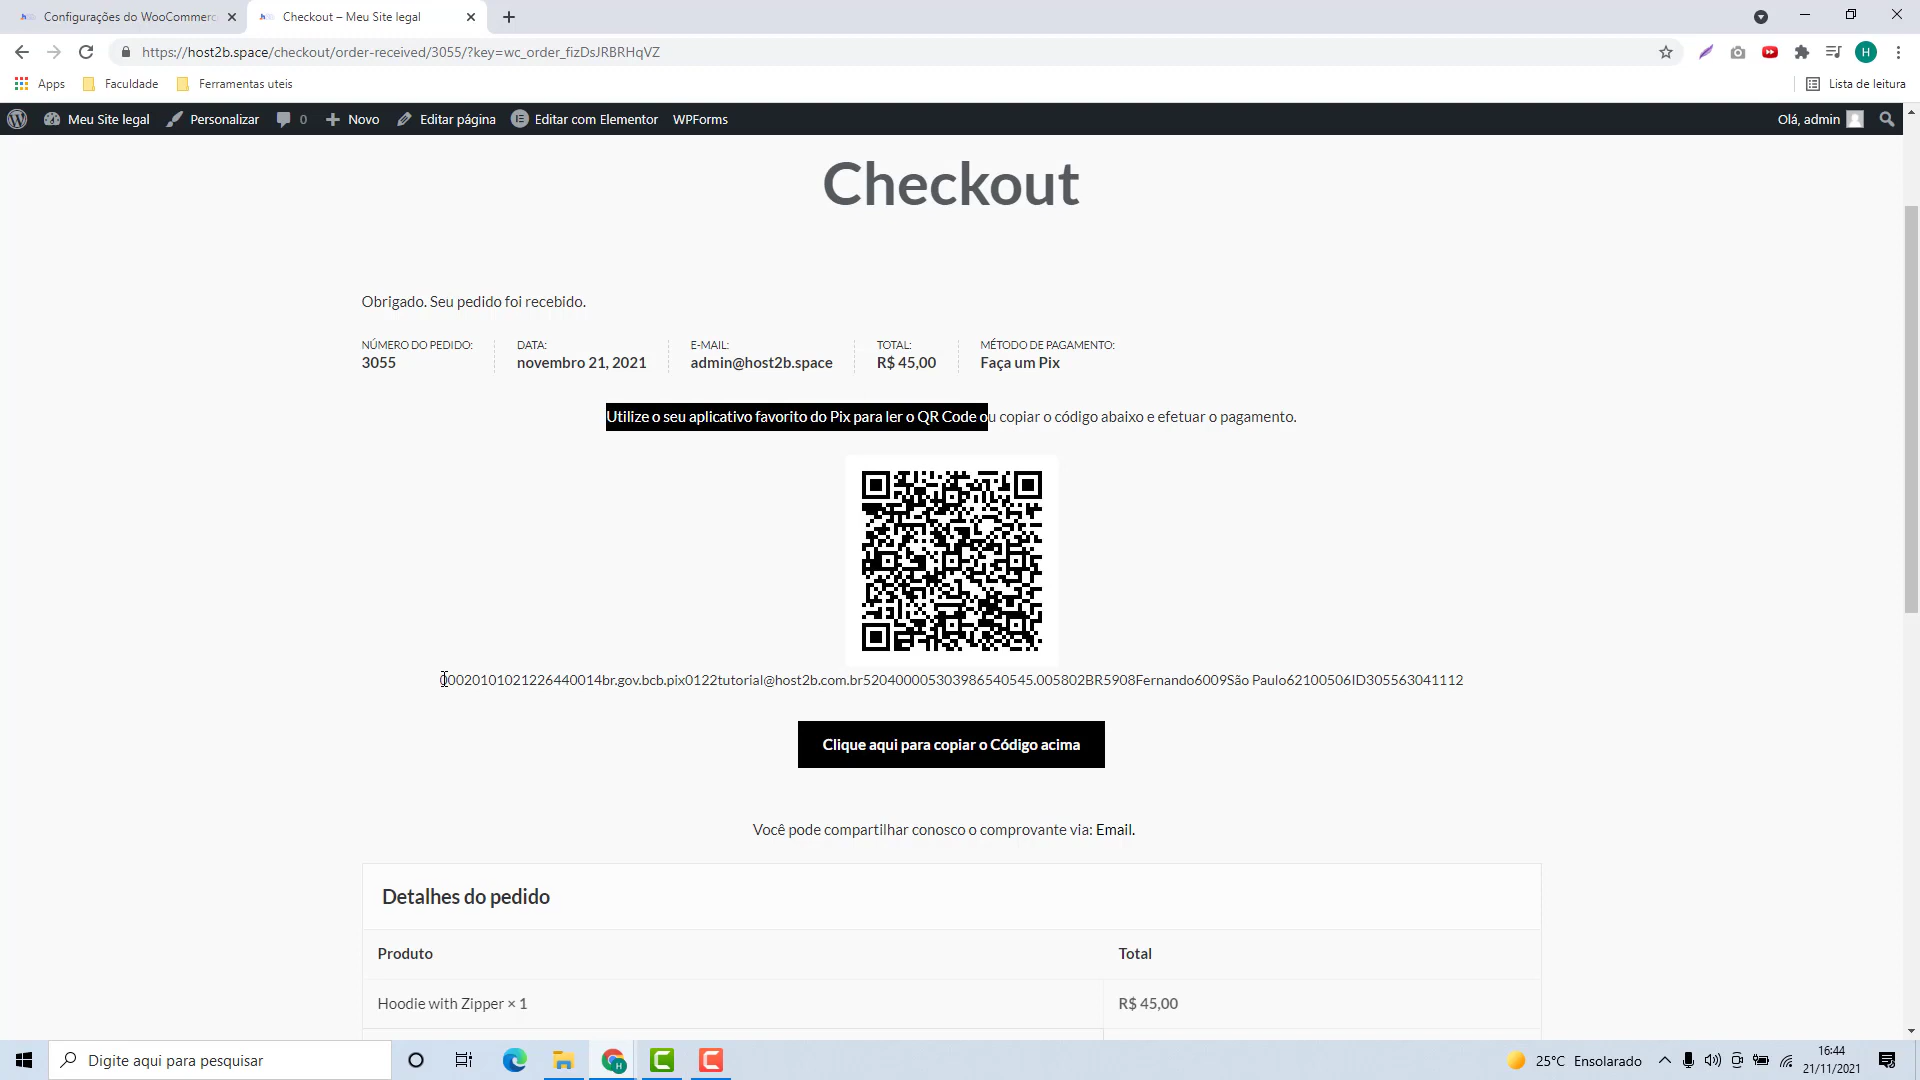 Configurações do WooCommerc
Checkout – Meu Site legal
https://host2b.space/checkout/order-received/3055/?key=wc_order_fizDsJRBRHqVZ
H
Apps
Faculdade
Ferramentas uteis
Lista de leitura
Meu Site legal
Personalizar
0
Novo
Editar página
Editar com Elementor
WPForms
Olá, admin
Checkout
Obrigado. Seu pedido foi recebido.
NÚMERO DO PEDIDO:
3055
DATA:
novembro 21, 2021
E-MAIL:
admin@host2b.space
TOTAL:
R$ 45,00
MÉTODO DE PAGAMENTO:
Faça um Pix
Utilize o seu aplicativo favorito do Pix para ler o QR Code ou copiar o código abaixo e efetuar o pagamento.
00020101021226440014br.gov.bcb.pix0122tutorial@host2b.com.br520400005303986540545.005802BR5908Fernando6009São Paulo62100506ID305563041112
Clique aqui para copiar o Código acima
Você pode compartilhar conosco o comprovante via: Email.
Detalhes do pedido
Produto
Total
Hoodie with Zipper × 1
R$ 45,00
Digite aqui para pesquisar
25°C Ensolarado
16:44
21/11/2021